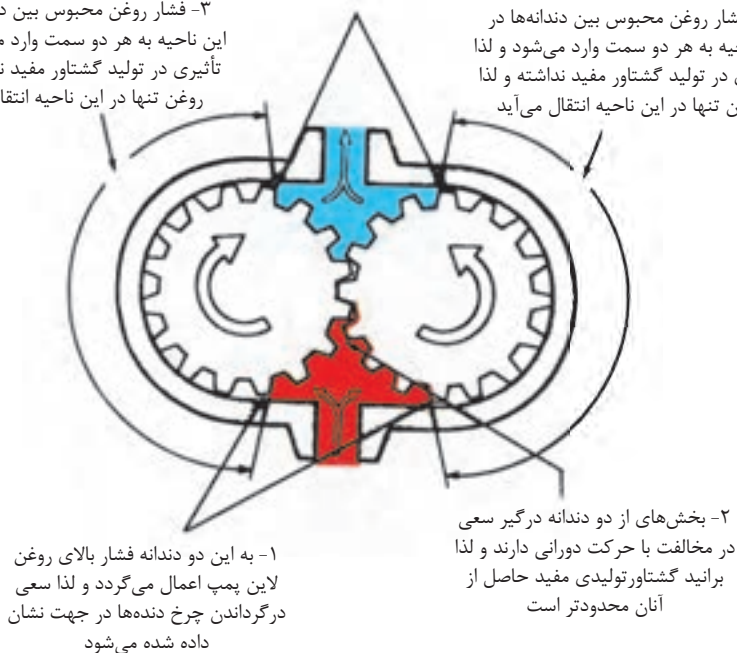 ۳- فشار روغن محبوس بین
این ناحیه به هر دو سمت وارد
تأثیری در تولید گشتاور مفید
روغن تنها در این ناحیه
فشار روغن محبوس بین دندانه‌ها در
به هر دو سمت وارد می‌شود و لذا
در تولید گشتاور مفید نداشته و لذا
تنها در این ناحیه انتقال می‌آید
۱- به این دو دندانه فشار بالای روغن
لاین پمپ اعمال می‌گردد و لذا سعی
درگرداندن چرخ دنده‌ها در جهت نشان
داده شده می‌شود
۲- بخش‌های از دو دندانه درگیر سعی
در مخالفت با حرکت دورانی دارند و لذا
برانید گشتاورتولیدی مفید حاصل از
آنان محدودتر است